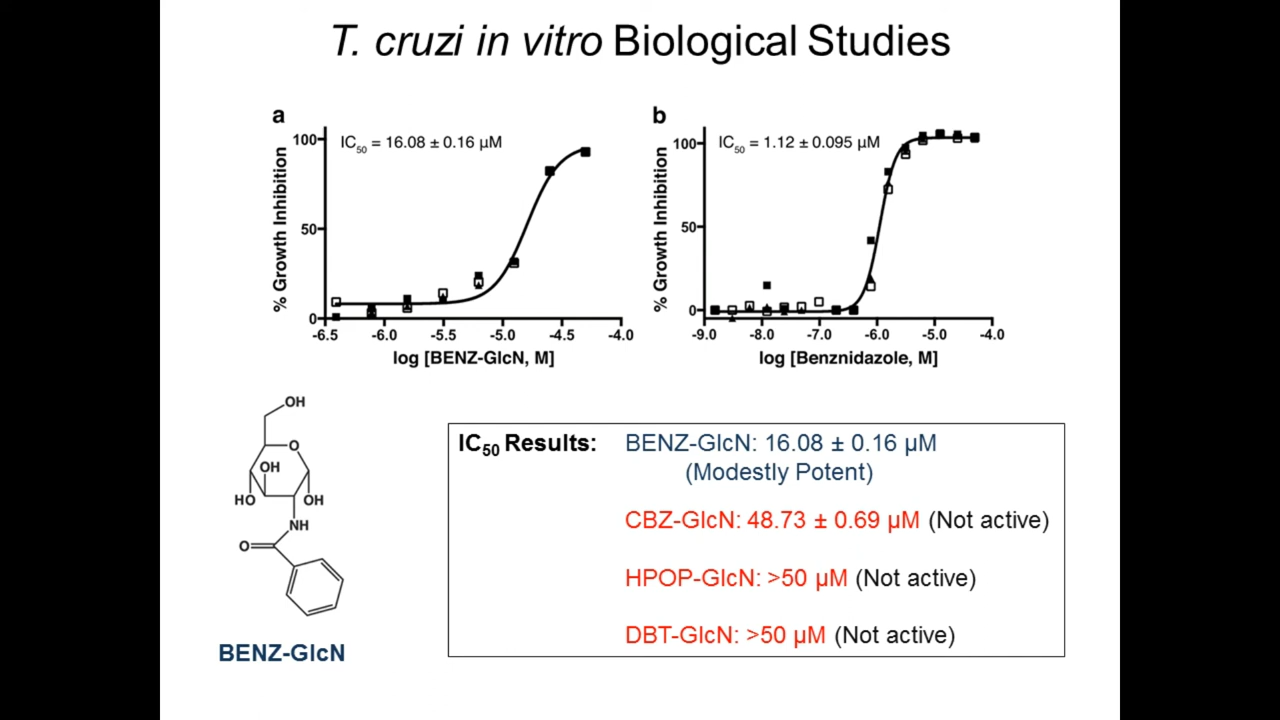 T. cruzi in vitro Biological Studies
a
IC50 = 16.08 ± 0.16 µM
% Growth Inhibition
100
50
0
-6.5 -6.0 -5.5 -5.0 -4.5 -4.0
log [BENZ-GlcN, M]
b
IC50 = 1.12 ± 0.095 µM
% Growth Inhibition
100
50
0
-9.0 -8.0 -7.0 -6.0 -5.0 -4.0
log [Benznidazole, M]
OH
O
OH
HO OH
NH
O
BENZ-GlcN
IC50 Results: BENZ-GlcN: 16.08 ± 0.16 µM
(Modestly Potent)
CBZ-GlcN: 48.73 ± 0.69 µM (Not active)
HPOP-GlcN: >50 µM (Not active)
DBT-GlcN: >50 µM (Not active)